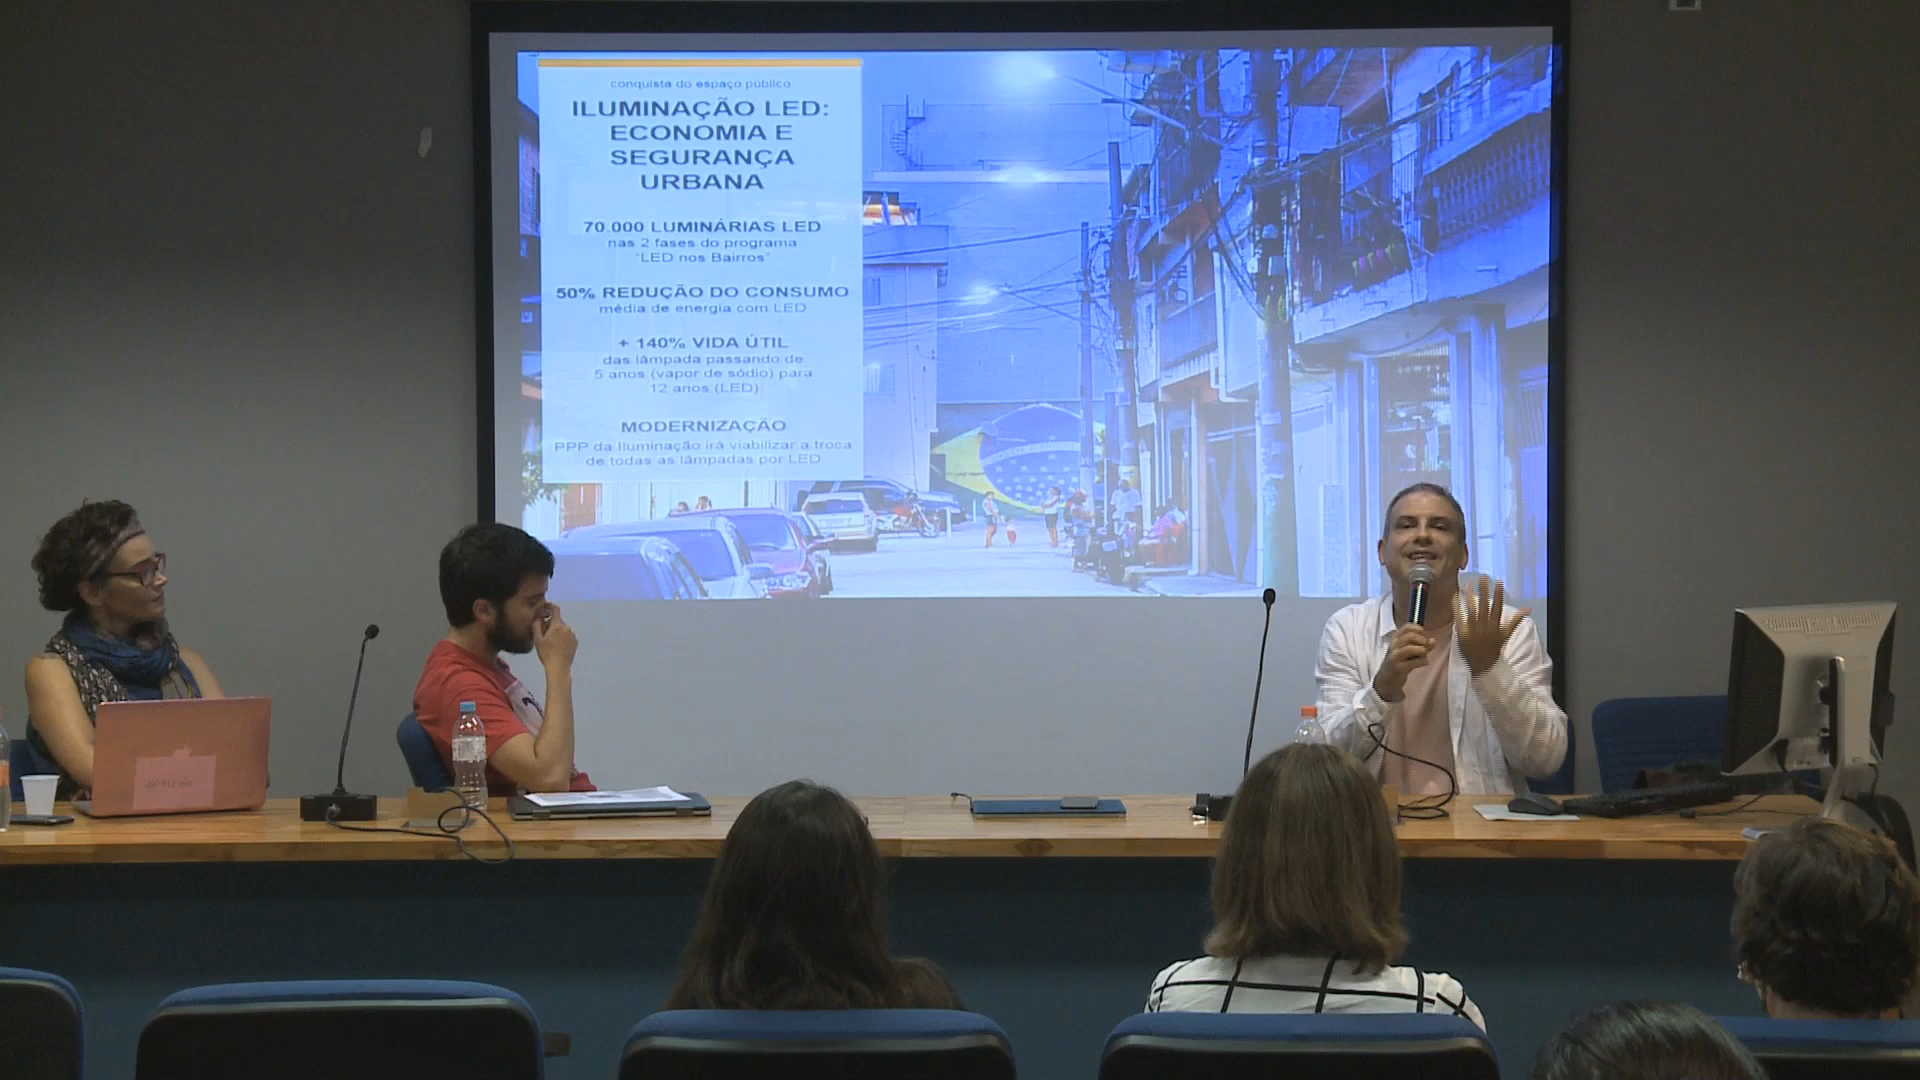 conquista do espaço público
ILUMINAÇÃO LED:
ECONOMIA E
SEGURANÇA
URBANA
70.000 LUMINÁRIAS LED
nas 2 fases do programa
"LED nos Bairros"
50% REDUÇÃO DO CONSUMO
média de energia com LED
+ 140% VIDA ÚTIL
das lâmpada passando de
5 anos (vapor de sódio) para
12 anos (LED)
MODERNIZAÇÃO
PPP da Iluminação irá viabilizar a troca
de todas as lâmpadas por LED